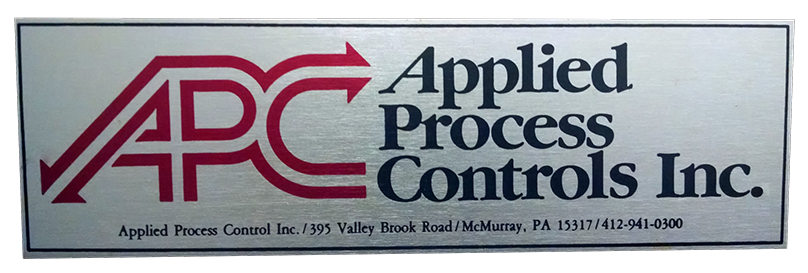 APC
Applied
Process
Controls Inc.
Applied Process Control Inc./395 Valley Brook Road/McMurray, PA 15317/412-941-0300